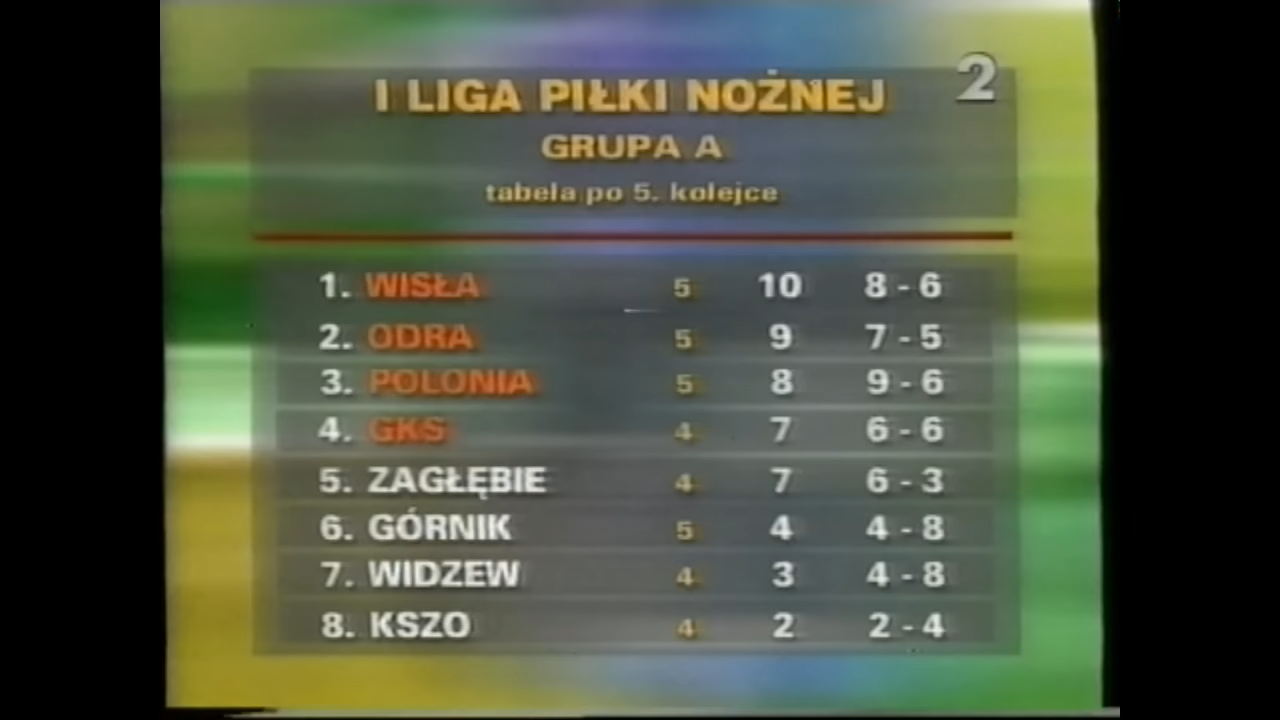 2
I LIGA PIŁKI NOŻNEJ
GRUPA A
tabela po 5. kolejce
1. WISŁA 5 10 8 - 6
2. ODRA 5 9 7 - 5
3. POLONIA 5 8 9 - 6
4. GKS 4 7 6 - 6
5. ZAGŁĘBIE 4 7 6 - 3
6. GÓRNIK 5 4 4 - 8
7. WIDZEW 4 3 4 - 8
8. KSZO 4 2 2 - 4